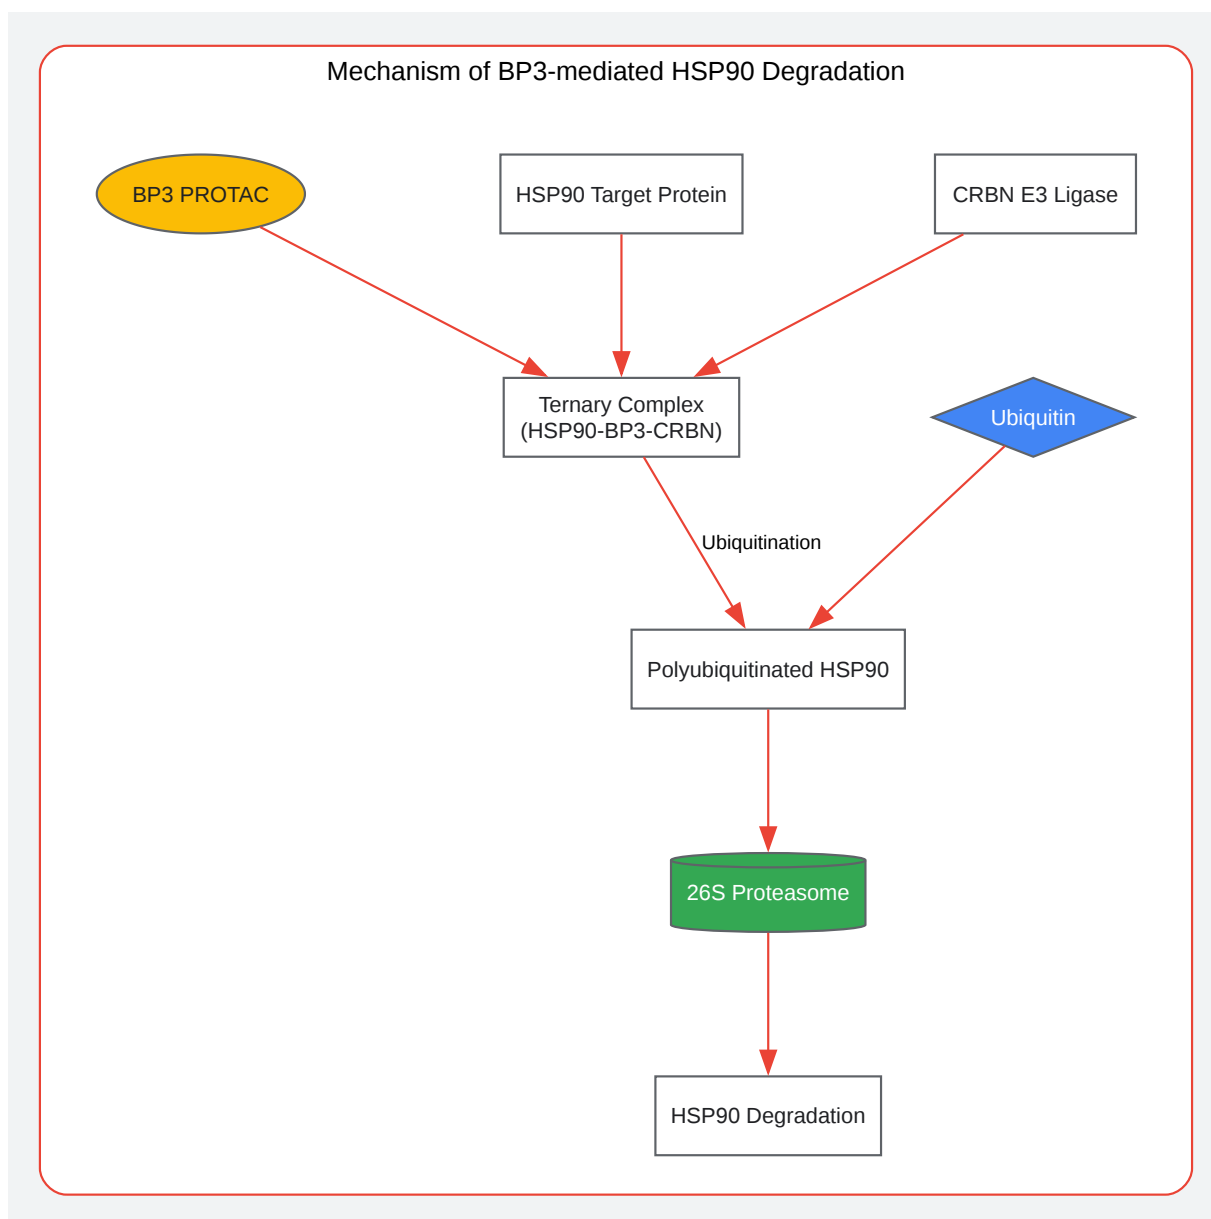 Mechanism of BP3-mediated HSP90 Degradation
BP3 PROTAC
HSP90 Target Protein
CRBN E3 Ligase
Ternary Complex
(HSP90-BP3-CRBN)
Ubiquitin
Ubiquitination
Polyubiquitinated HSP90
26S Proteasome
HSP90 Degradation